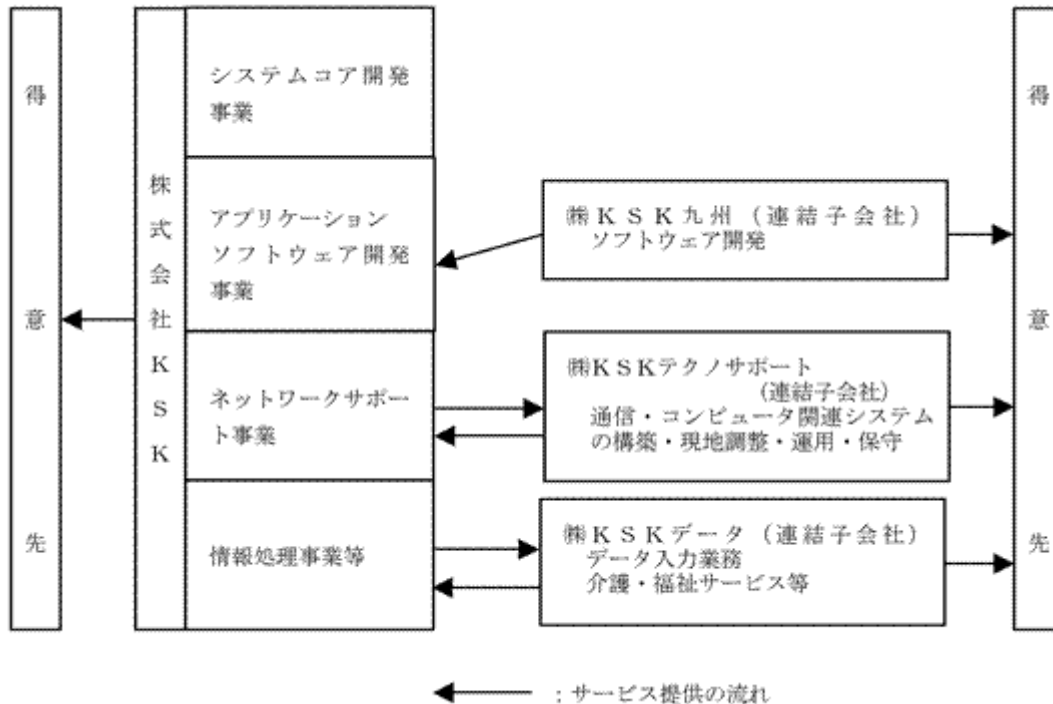 得意先
株式会社KSK
システムコア開発
事業
アプリケーション
ソフトウェア開発
事業
ネットワークサポー
ト事業
情報処理事業等
㈱KSK九州（連結子会社）
ソフトウェア開発
㈱KSKテクノサポート
（連結子会社）
通信・コンピュータ関連システム
の構築・現地調整・運用・保守
㈱KSKデータ（連結子会社）
データ入力業務
介護・福祉サービス等
得意先
：サービス提供の流れ